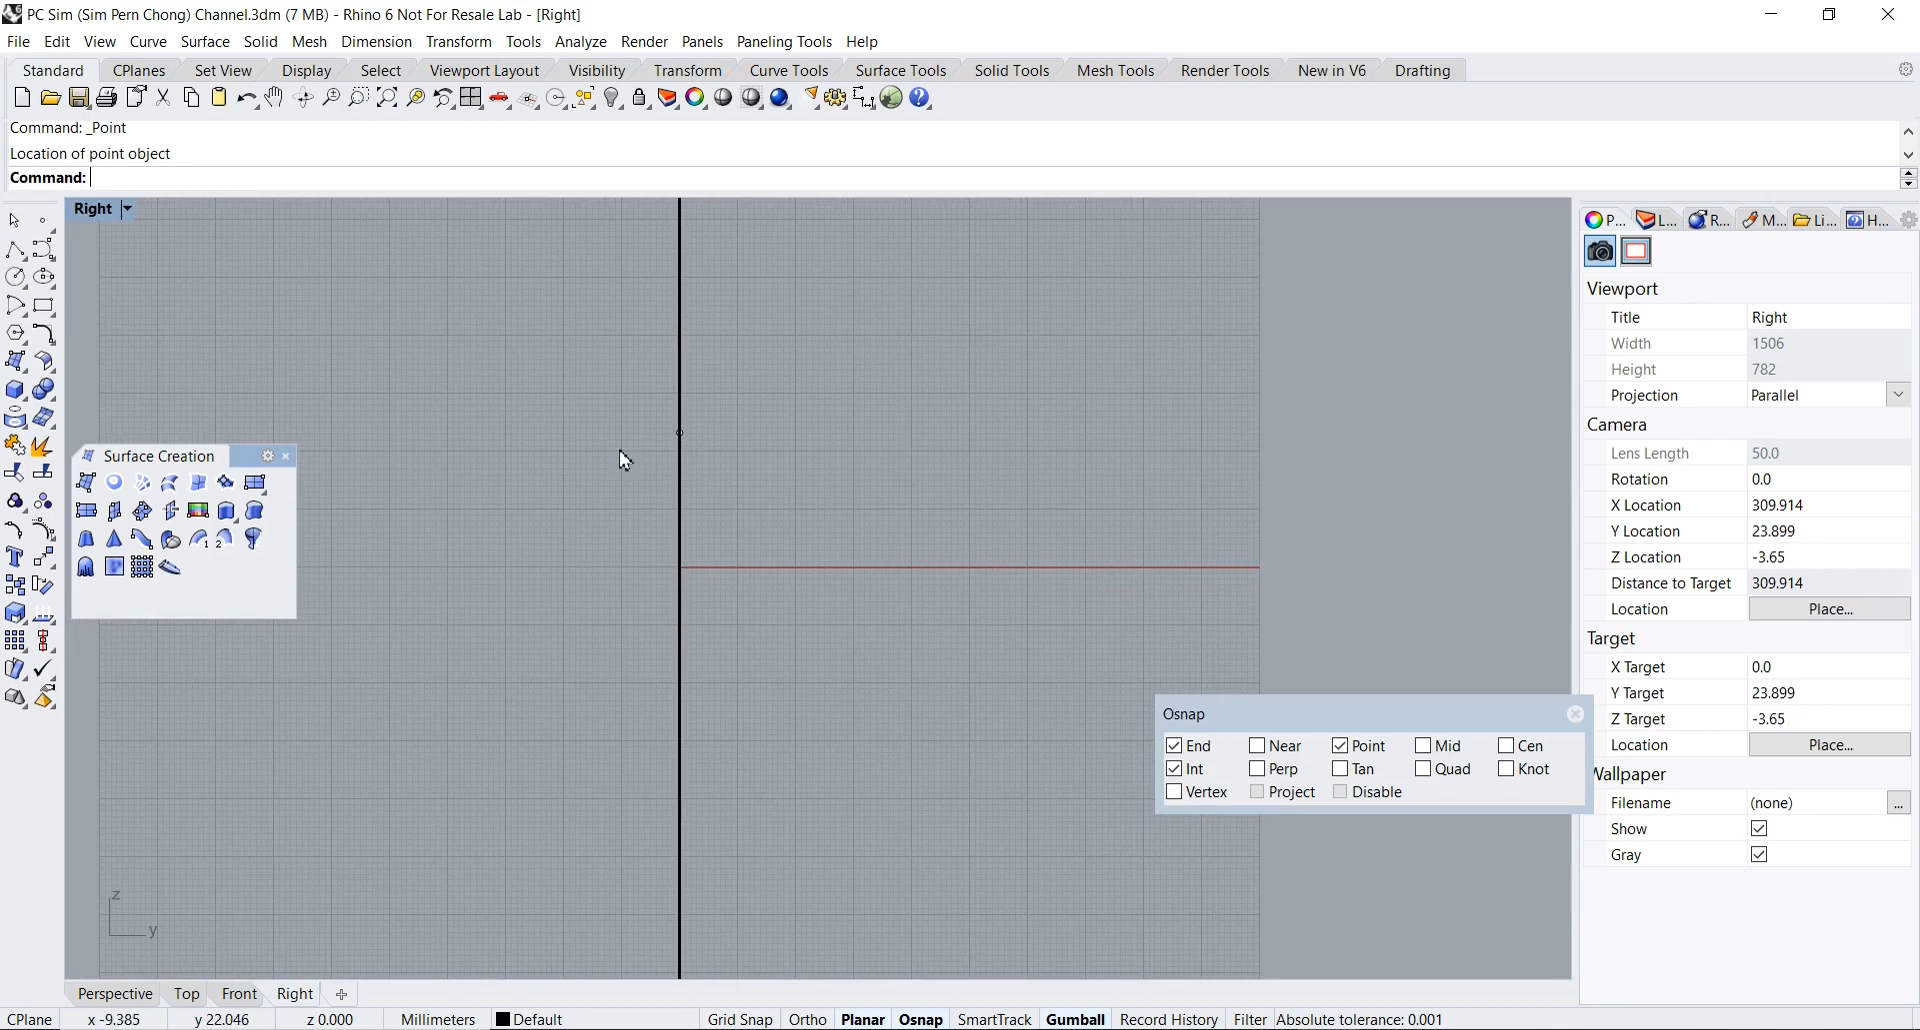 PC Sim (Sim Pern Chong) Channel.3dm (7 MB) - Rhino 6 Not For Resale Lab - [Right]
File Edit View Curve Surface Solid Mesh Dimension Transform Tools Analyze Render Panels Paneling Tools Help
Standard CPlanes Set View Display Select Viewport Layout Visibility Transform Curve Tools Surface Tools Solid Tools Mesh Tools Render Tools New in V6 Drafting
Command: _Point
Location of point object
Command:
Right
P... L... R... M... Li... H...
Viewport
Title Right
Width 1506
Height 782
Projection Parallel
Camera
Lens Length 50.0
Rotation 0.0
X Location 309.914
Y Location 23.899
Z Location -3.65
Distance to Target 309.914
Location Place...
Target
X Target 0.0
Y Target 23.899
Z Target -3.65
Location Place...
Wallpaper
Filename (none) ...
Show
Gray
Surface Creation
1 2
Osnap
End Near Point Mid Cen
Int Perp Tan Quad Knot
Vertex Project Disable
z
y
Perspective Top Front Right
CPlane x -9.385 y 22.046 z 0.000 Millimeters Default Grid Snap Ortho Planar Osnap SmartTrack Gumball Record History Filter Absolute tolerance: 0.001